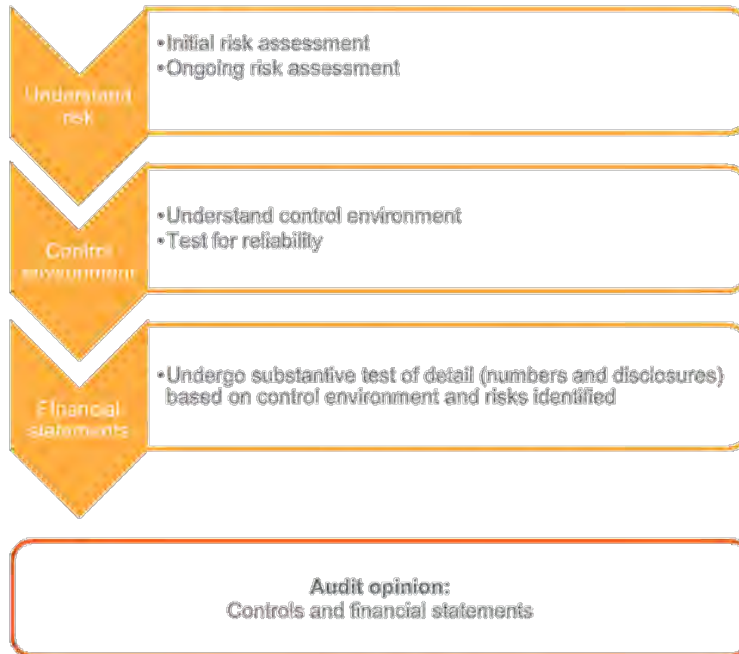 Understand
risk
•Initial risk assessment
•Ongoing risk assessment
Control
environment
•Understand control environment
•Test for reliability
Financial
statements
•Undergo substantive test of detail (numbers and disclosures)
based on control environment and risks identified
Audit opinion:
Controls and financial statements